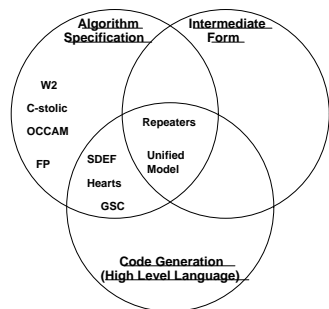 Algorithm
Specification
Intermediate
Form
W2
C-stolic
OCCAM
FP
SDEF
Hearts
GSC
Repeaters
Unified
Model
Code Generation
(High Level Language)